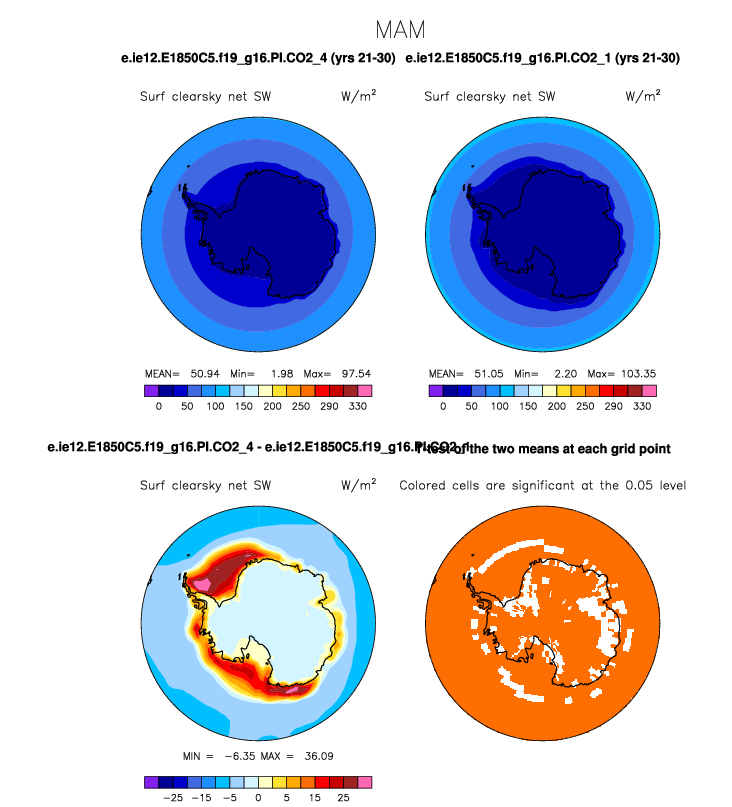 MAM
e.ie12.E1850C5.f19_g16.PI.CO2_4 (yrs 21-30) e.ie12.E1850C5.f19_g16.PI.CO2_1 (yrs 21-30)
Surf clearsky net SW W/m² Surf clearsky net SW W/m²
MEAN= 50.94 Min= 1.98 Max= 97.54 MEAN= 51.05 Min= 2.20 Max= 103.35
0 50 100 150 200 250 290 330 0 50 100 150 200 250 290 330
e.ie12.E1850C5.f19_g16.PI.CO2_4 - e.ie12.E1850C5.f19_g16.PI.CO2_1 T-test of the two means at each grid point
Surf clearsky net SW W/m² Colored cells are significant at the 0.05 level
MIN = -6.35 MAX = 36.09
-25 -15 -5 0 5 15 25